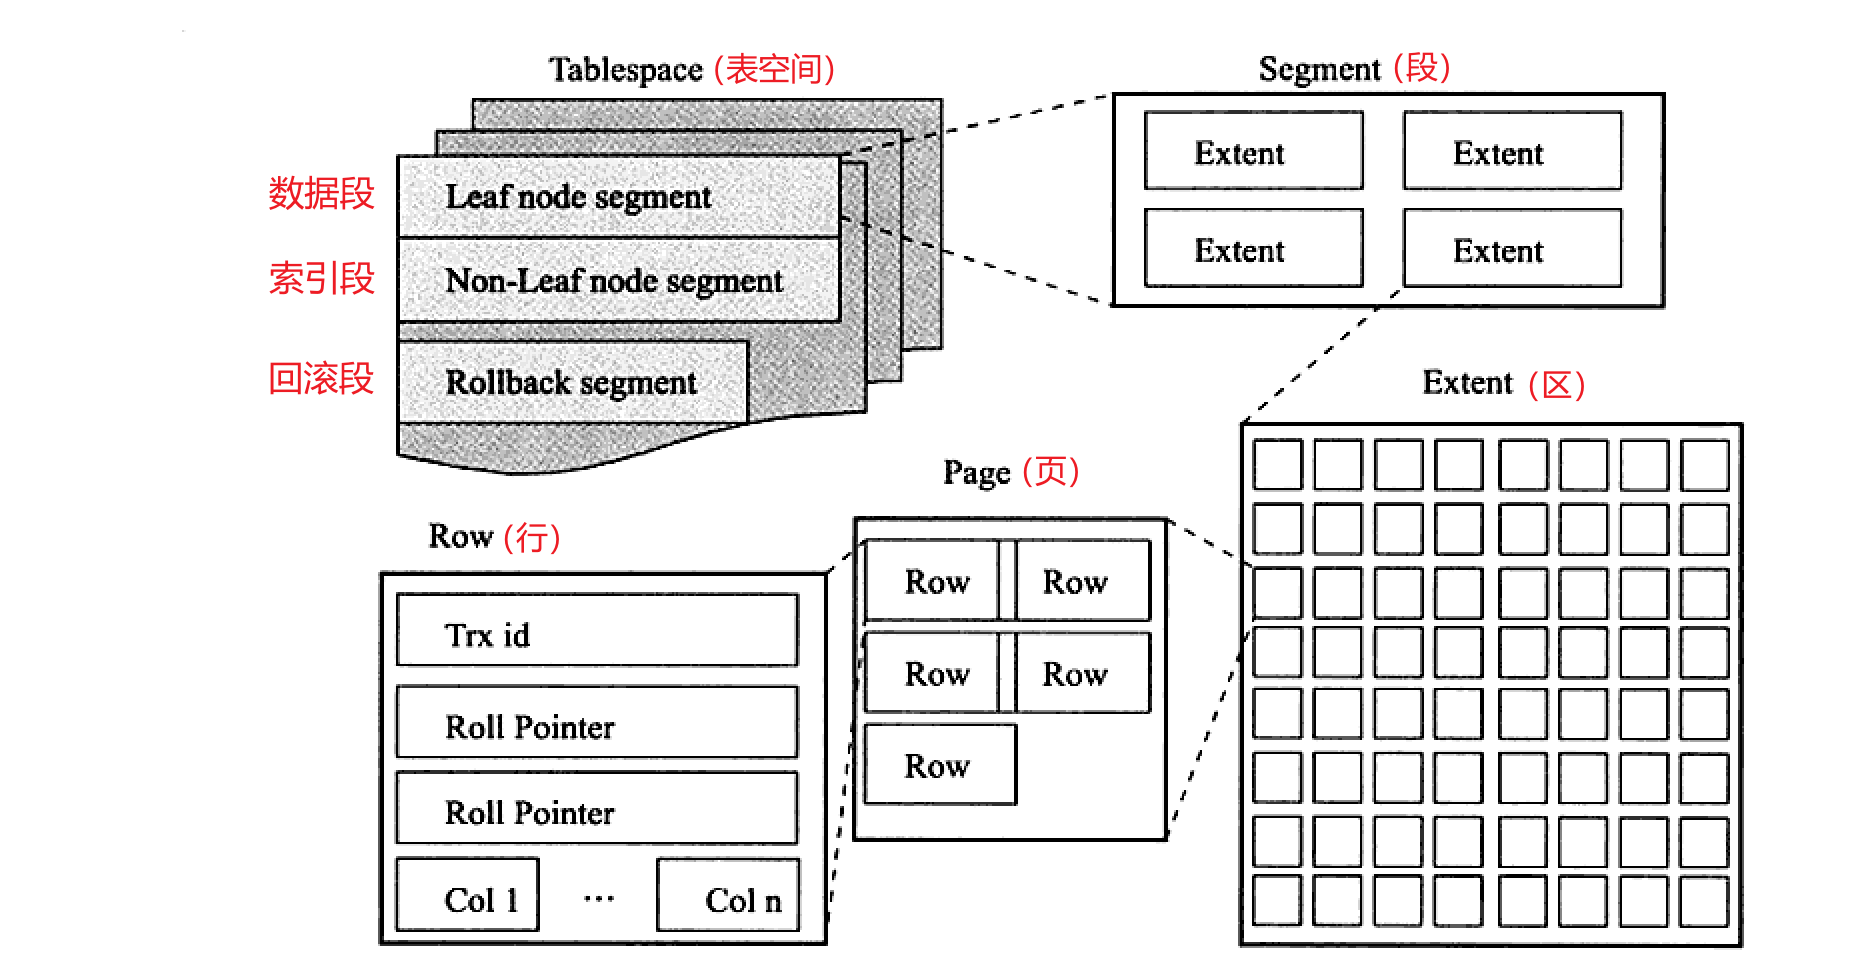 Tablespace (表空间)
数据段 Leaf node segment
索引段 Non-Leaf node segment
回滚段 Rollback segment
Segment (段)
Extent Extent
Extent Extent
Extent (区)
Page (页)
Row Row
Row Row
Row
Row (行)
Trx id
Roll Pointer
Roll Pointer
Col 1 ... Col n